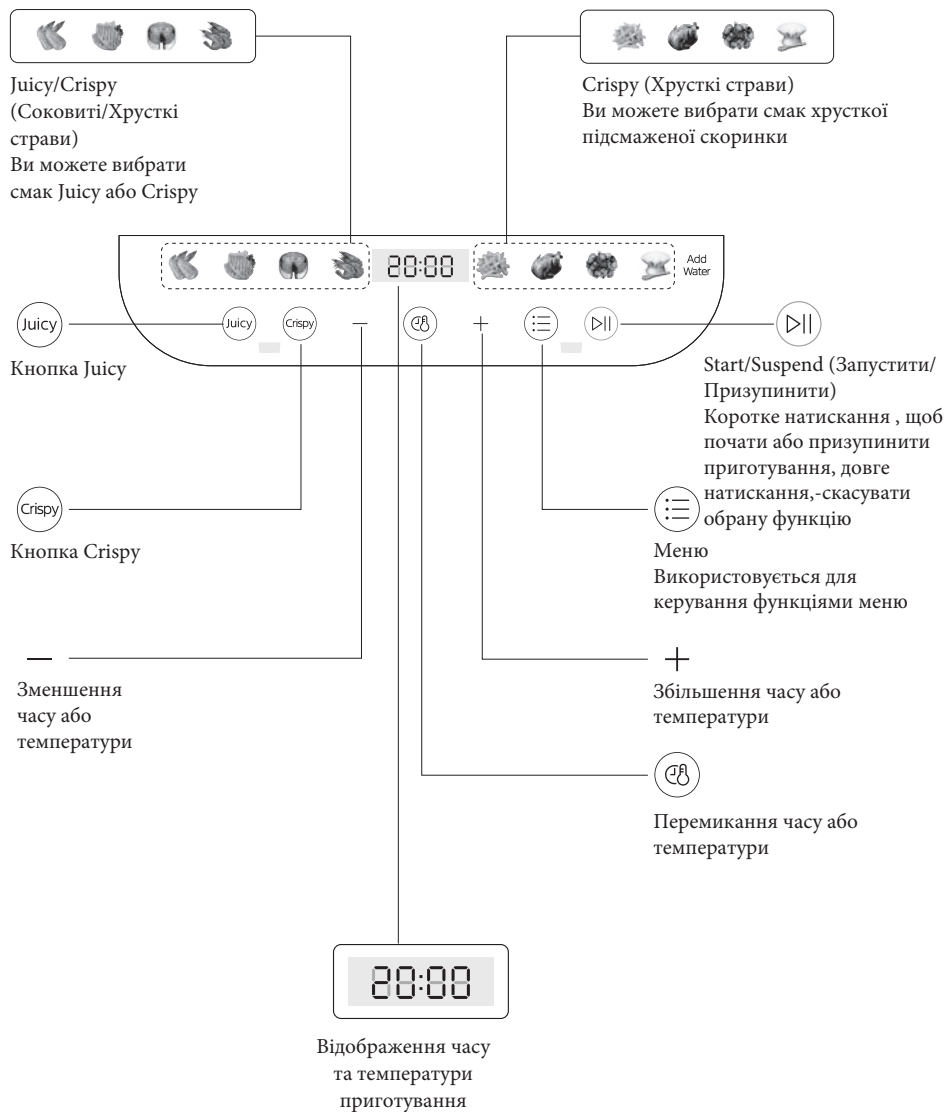 Juicy/Crispy
(Соковиті/Хрусткі
страви)
Ви можете вибрати
смак Juicy або Crispy
Crispy (Хрусткі страви)
Ви можете вибрати смак хрусткої
підсмаженої скоринки
20:00
Add
Water
Juicy
Juicy
Crispy
Кнопка Juicy
Start/Suspend (Запустити/
Призупинити)
Коротке натискання , щоб
почати або призупинити
приготування, довге
натискання,-скасувати
обрану функцію
Crispy
Кнопка Crispy
Меню
Використовується для
керування функціями меню
Зменшення
часу або
температури
Збільшення часу або
температури
Перемикання часу або
температури
20:00
Відображення часу
та температури
приготування